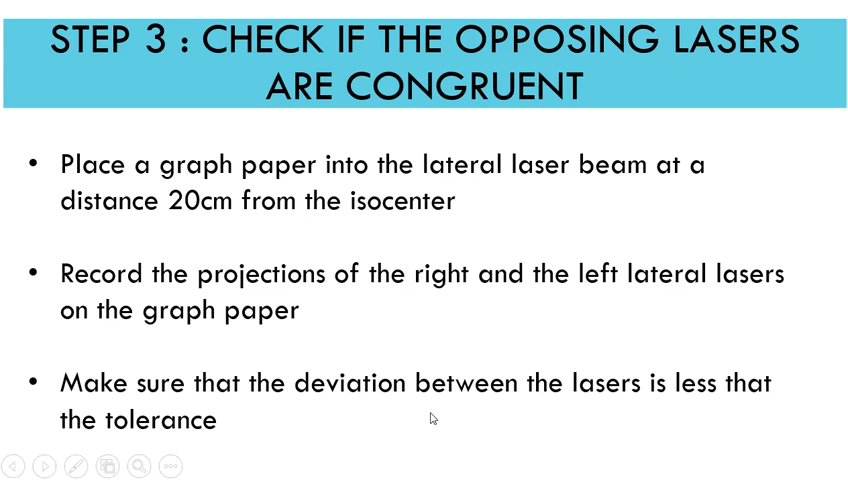 STEP 3 : CHECK IF THE OPPOSING LASERS
ARE CONGRUENT
• Place a graph paper into the lateral laser beam at a
distance 20cm from the isocenter
• Record the projections of the right and the left lateral lasers
on the graph paper
• Make sure that the deviation between the lasers is less that
the tolerance